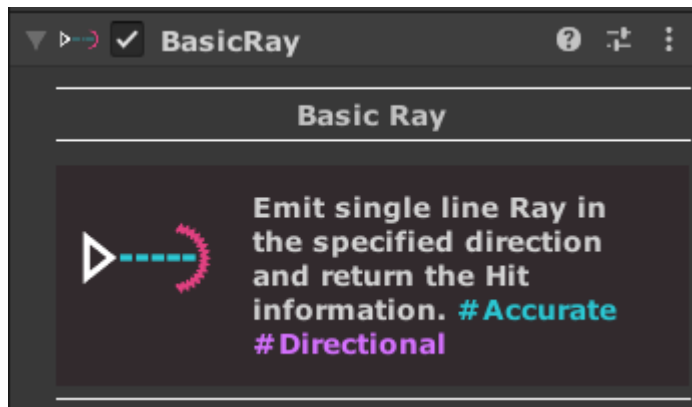 BasicRay
Basic Ray
Emit single line Ray in
the specified direction
and return the Hit
information. #Accurate
#Directional